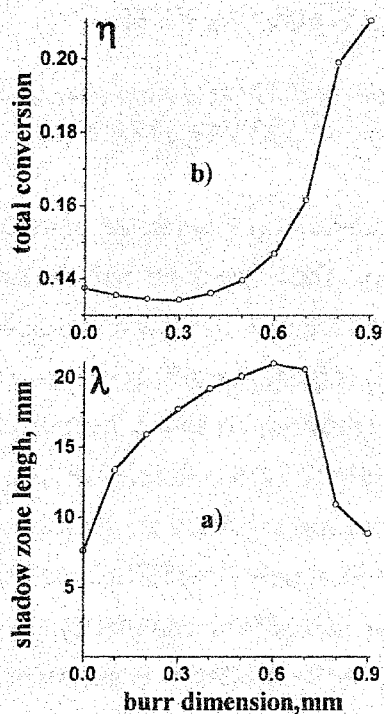 η
total conversion
0.20
0.18
0.16
0.14
b)
0.0 0.3 0.6 0.9
λ
shadow zone lengh, mm
20
15
10
5
a)
0.0 0.3 0.6 0.9
burr dimension,mm